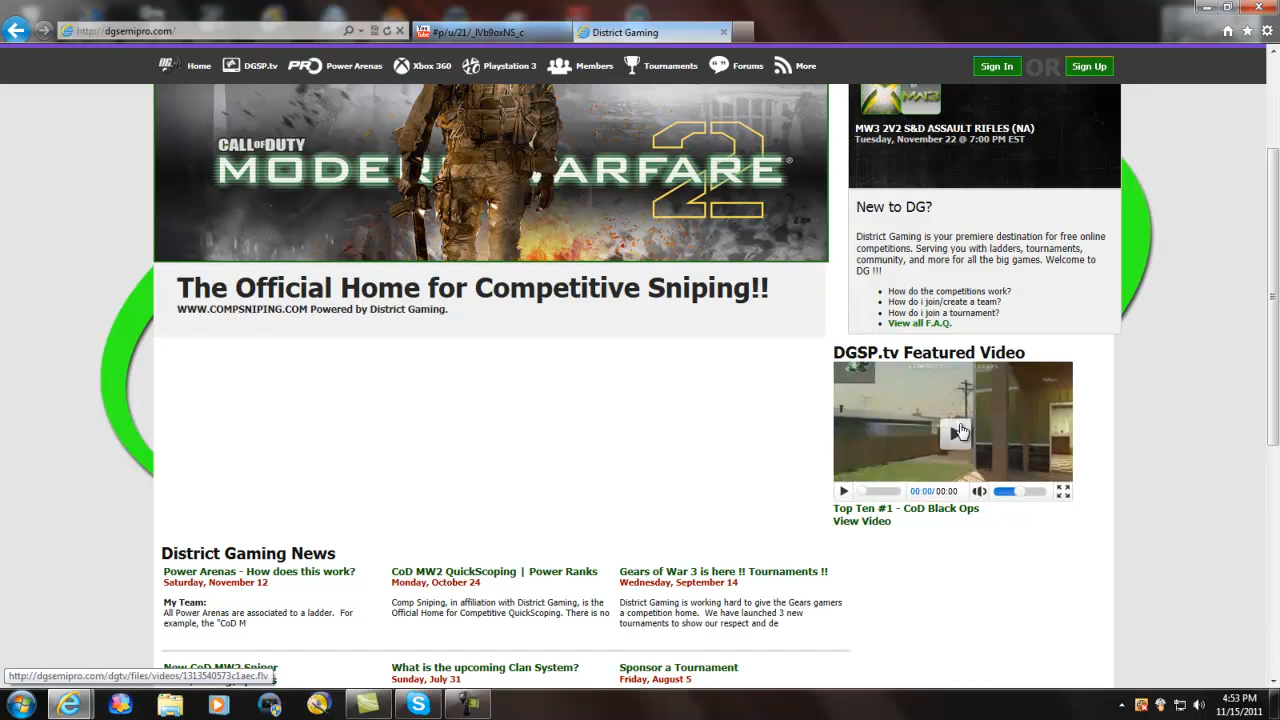 http://dgsemipro.com/
#p/u/21/_lVb9oxNS_c
District Gaming
Home
DGSP.tv
PRO Power Arenas
Xbox 360
Playstation 3
Members
Tournaments
Forums
More
Sign In
OR
Sign Up
CALL OF DUTY
MODERN WARFARE 2
MW3
MW3 2V2 S&D ASSAULT RIFLES (NA)
Tuesday, November 22 @ 7:00 PM EST
New to DG?
District Gaming is your premiere destination for free online
competitions. Serving you with ladders, tournaments,
community, and more for all the big games. Welcome to
DG !!!
How do the competitions work?
How do i join/create a team?
How do i join a tournament?
View all F.A.Q.
The Official Home for Competitive Sniping!!
WWW.COMPSNIPING.COM Powered by District Gaming.
DGSP.tv Featured Video
00:00/00:00
Top Ten #1 - CoD Black Ops
View Video
District Gaming News
Power Arenas - How does this work?
Saturday, November 12
My Team:
All Power Arenas are associated to a ladder. For
example, the "CoD M
CoD MW2 QuickScoping | Power Ranks
Monday, October 24
Comp Sniping, in affiliation with District Gaming, is the
Official Home for Competitive QuickScoping. There is no
Gears of War 3 is here !! Tournaments !!
Wednesday, September 14
District Gaming is working hard to give the Gears gamers
a competition home. We have launched 3 new
tournaments to show our respect and de
New CoD MW2 Sniper
What is the upcoming Clan System?
Sunday, July 31
Sponsor a Tournament
Friday, August 5
http://dgsemipro.com/dgtv/files/videos/1313540573c1aec.flv
4:53 PM
11/15/2011